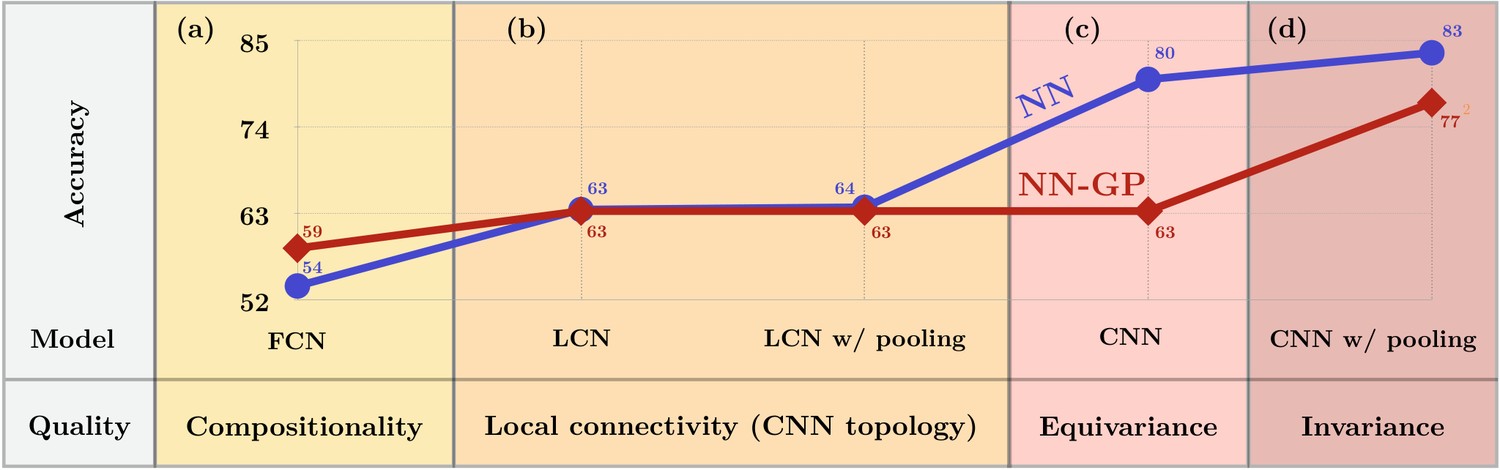 (a) (b) (c) (d)
85
83
80
NN
Accuracy
74
77 2
63 64
NN-GP
63
59 63 63 63
54
52
Model FCN LCN LCN w/ pooling CNN CNN w/ pooling
Quality Compositionality Local connectivity (CNN topology) Equivariance Invariance